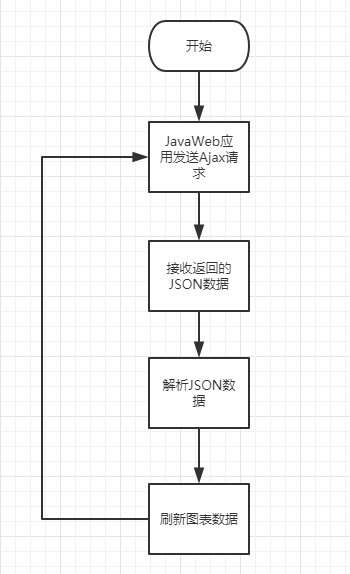 开始
JavaWeb应
用发送Ajax请
求
接收返回的
JSON数据
解析JSON数
据
刷新图表数据